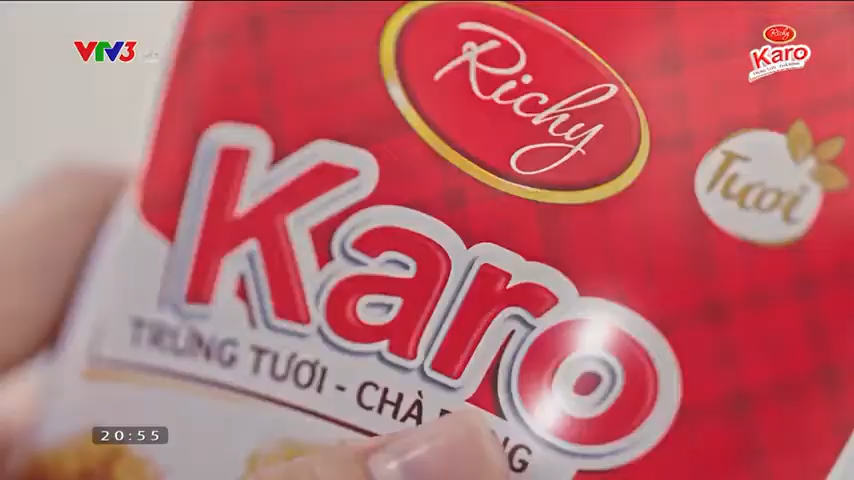 VTV3
Richy
Karo
Richy
Karo
Tươi
TRỨNG TƯƠI - CHÀ
20:55